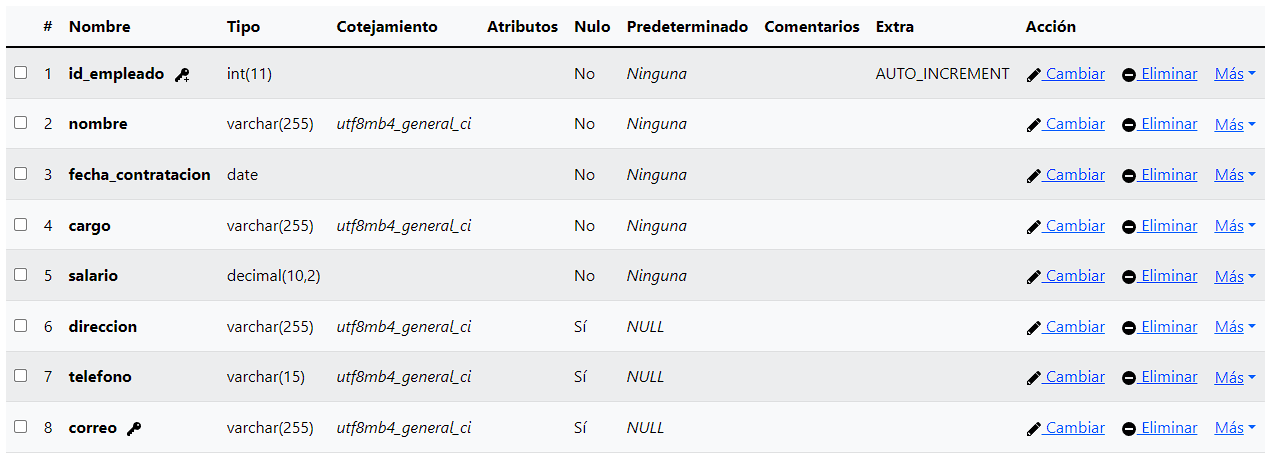 # Nombre Tipo Cotejamiento Atributos Nulo Predeterminado Comentarios Extra Acción
1 id_empleado int(11) No Ninguna AUTO_INCREMENT Cambiar Eliminar Más
2 nombre varchar(255) utf8mb4_general_ci No Ninguna Cambiar Eliminar Más
3 fecha_contratacion date No Ninguna Cambiar Eliminar Más
4 cargo varchar(255) utf8mb4_general_ci No Ninguna Cambiar Eliminar Más
5 salario decimal(10,2) No Ninguna Cambiar Eliminar Más
6 direccion varchar(255) utf8mb4_general_ci Sí NULL Cambiar Eliminar Más
7 telefono varchar(15) utf8mb4_general_ci Sí NULL Cambiar Eliminar Más
8 correo varchar(255) utf8mb4_general_ci Sí NULL Cambiar Eliminar Más